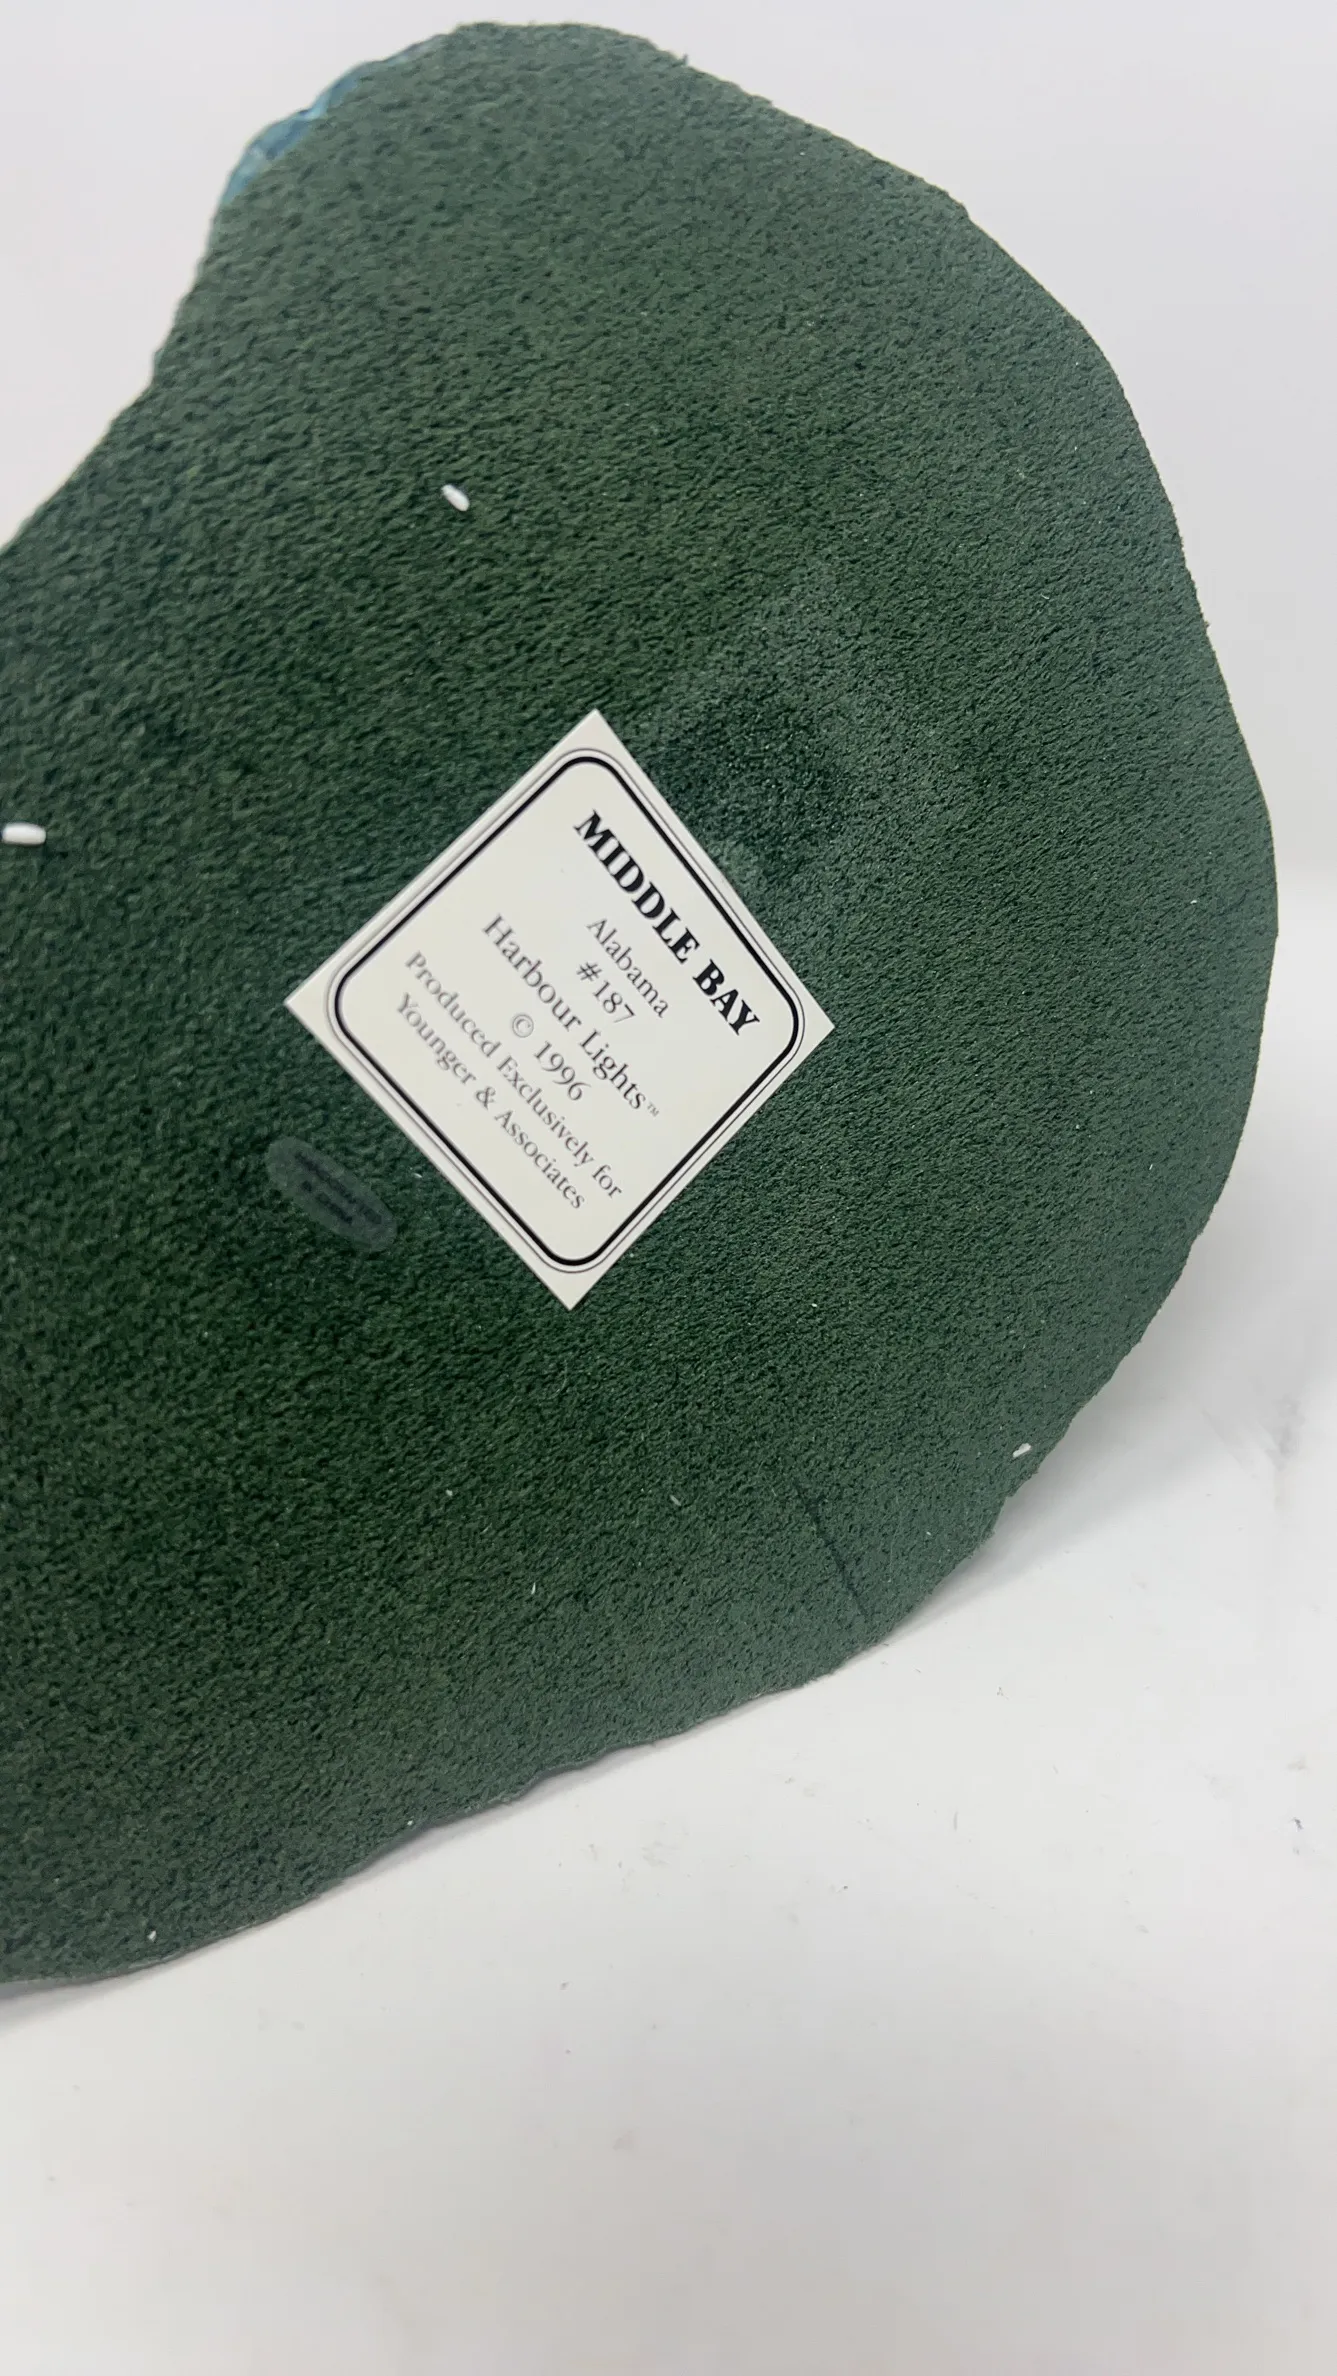 MIDDLE BAY
Alabama
#187
Harbour Lights™
© 1996
Produced Exclusively for
Younger & Associates